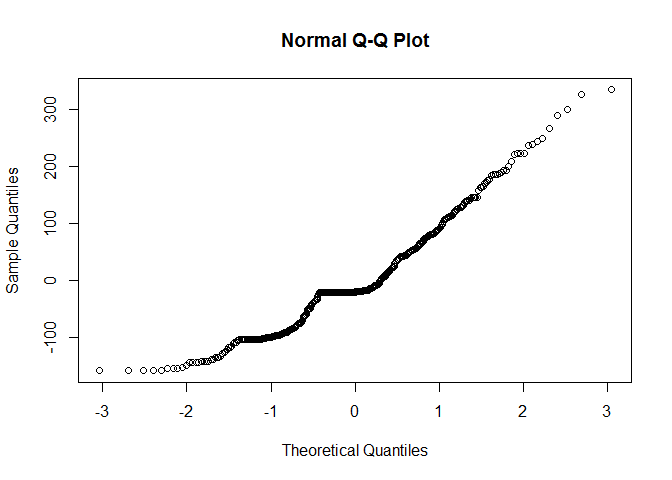 Normal Q-Q Plot
300
200
100
0
-100
Sample Quantiles
-3 -2 -1 0 1 2 3
Theoretical Quantiles